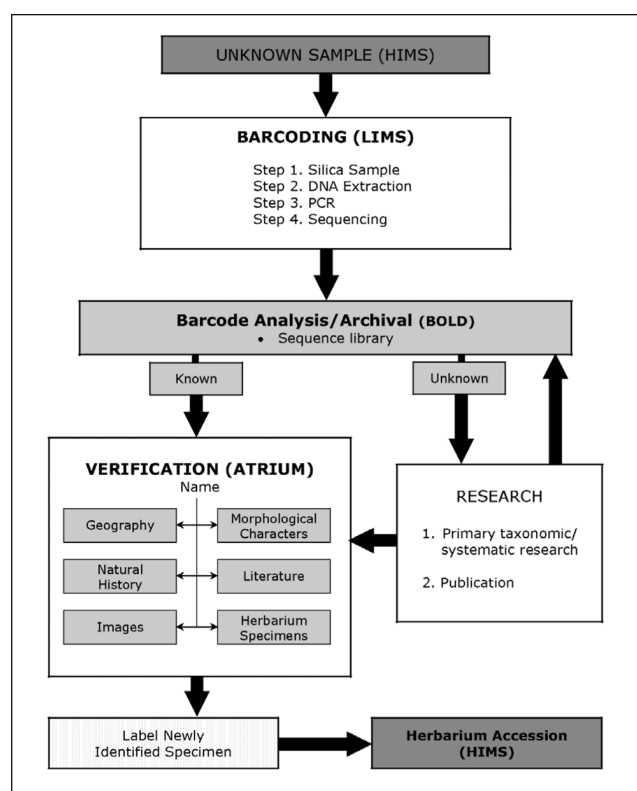 UNKNOWN SAMPLE (HIMS)
BARCODING (LIMS)
Step 1. Silica Sample
Step 2. DNA Extraction
Step 3. PCR
Step 4. Sequencing
Barcode Analysis/Archival (BOLD)
• Sequence library
Known
Unknown
VERIFICATION (ATRIUM)
Name
Geography
Morphological
Characters
Natural
History
Literature
Images
Herbarium
Specimens
RESEARCH
1. Primary taxonomic/
systematic research
2. Publication
Label Newly
Identified Specimen
Herbarium Accession
(HIMS)